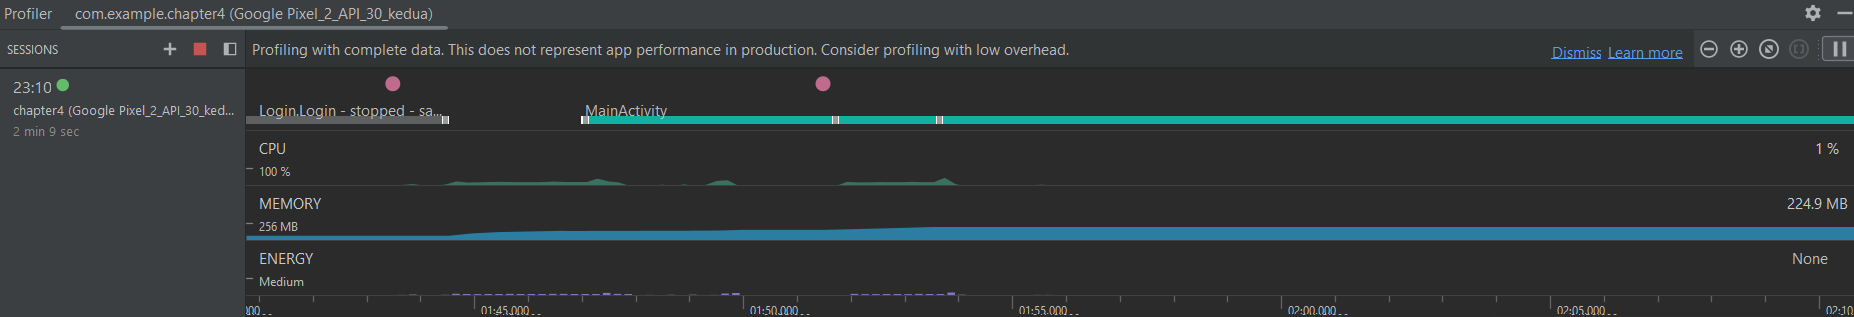 Profiler com.example.chapter4 (Google Pixel_2_API_30_kedua)
SESSIONS
Profiling with complete data. This does not represent app performance in production. Consider profiling with low overhead. Dismiss Learn more
23:10
chapter4 (Google Pixel_2_API_30_ked...
2 min 9 sec
Login.Login - stopped - sa... MainActivity
CPU 1 %
100 %
MEMORY 224.9 MB
256 MB
ENERGY None
Medium
01:45.000 01:50.000 01:55.000 02:00.000 02:05.000 02:10